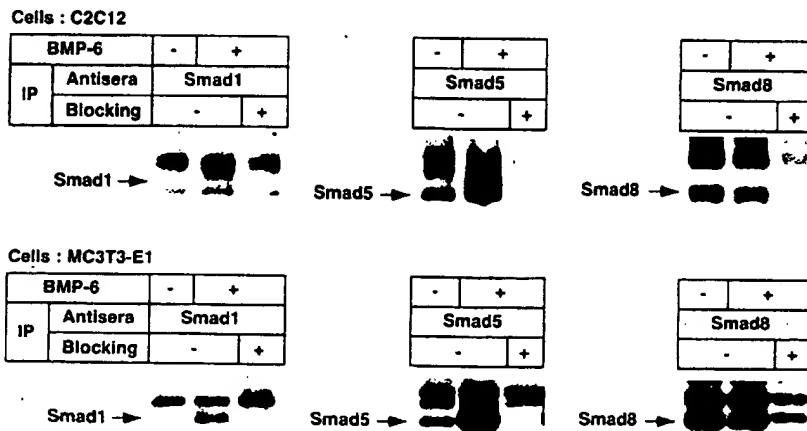 Cells : C2C12
BMP-6 - +
IP Antisera Smad1
Blocking - +
Smad1 →
- +
Smad5
- +
Smad5 →
- +
Smad8
- +
Smad8 →
Cells : MC3T3-E1
BMP-6 - +
IP Antisera Smad1
Blocking - +
Smad1 →
- +
Smad5
- +
Smad5 →
- +
Smad8
- +
Smad8 →